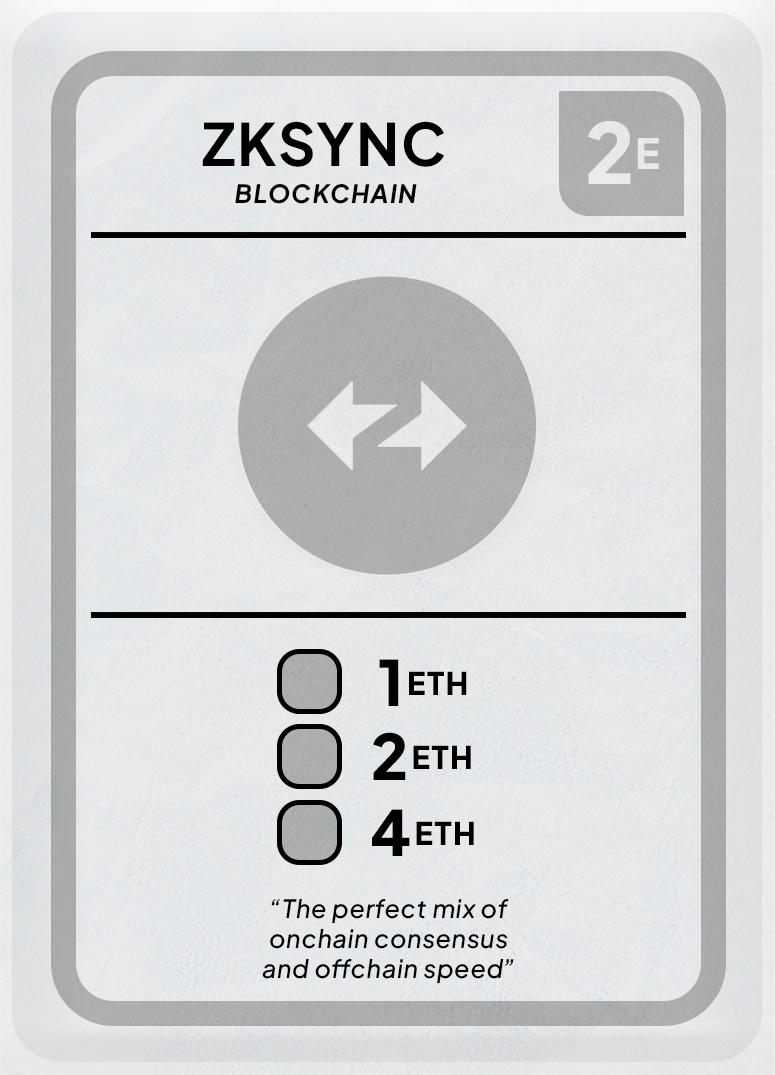 ZKSYNC
BLOCKCHAIN
2E
1ETH
2ETH
4ETH
“The perfect mix of
onchain consensus
and offchain speed”